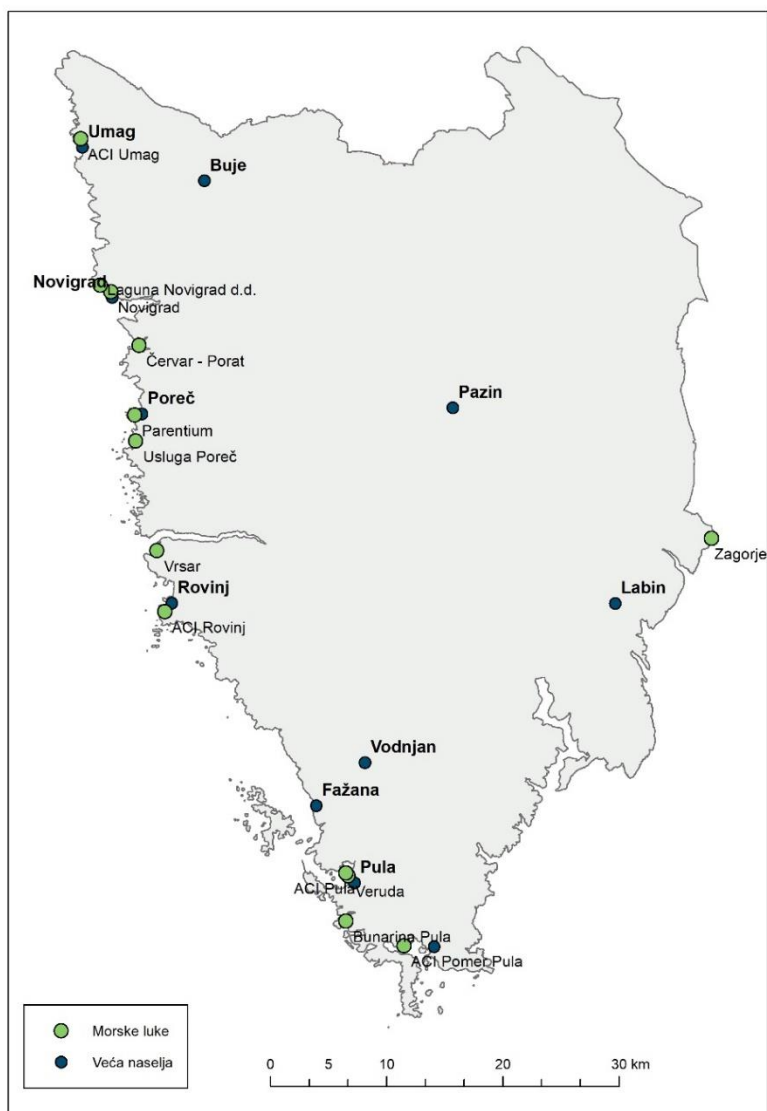 Umag
ACI Umag
Buje
Novigrad
Laguna Novigrad d.d.
Novigrad
Červar - Porat
Poreč
Pazin
Parentium
Usluga Poreč
Zagorje
Vrsar
Rovinj
Labin
ACI Rovinj
Vodnjan
Fažana
Pula
ACI Pula
Veruda
Bunarina Pula
ACI Pomer Pula
Morske luke
Veća naselja
0 5 10 20 30 km